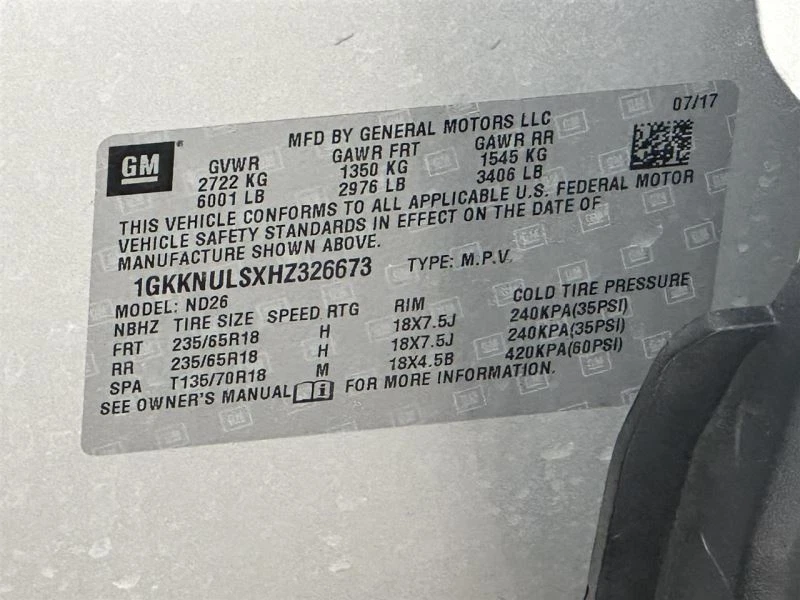 07/17
MFD BY GENERAL MOTORS LLC
GM ®
GVWR GAWR FRT GAWR RR
2722 KG 1350 KG 1545 KG
6001 LB 2976 LB 3406 LB
THIS VEHICLE CONFORMS TO ALL APPLICABLE U.S. FEDERAL MOTOR
VEHICLE SAFETY STANDARDS IN EFFECT ON THE DATE OF
MANUFACTURE SHOWN ABOVE.
1GKKNULSXHZ326673 TYPE: M.P.V.
MODEL: ND26
NBHZ TIRE SIZE SPEED RTG RIM COLD TIRE PRESSURE
FRT 235/65R18 H 18X7.5J 240KPA(35PSI)
RR 235/65R18 H 18X7.5J 240KPA(35PSI)
SPA T135/70R18 M 18X4.5B 420KPA(60PSI)
SEE OWNER'S MANUAL FOR MORE INFORMATION.